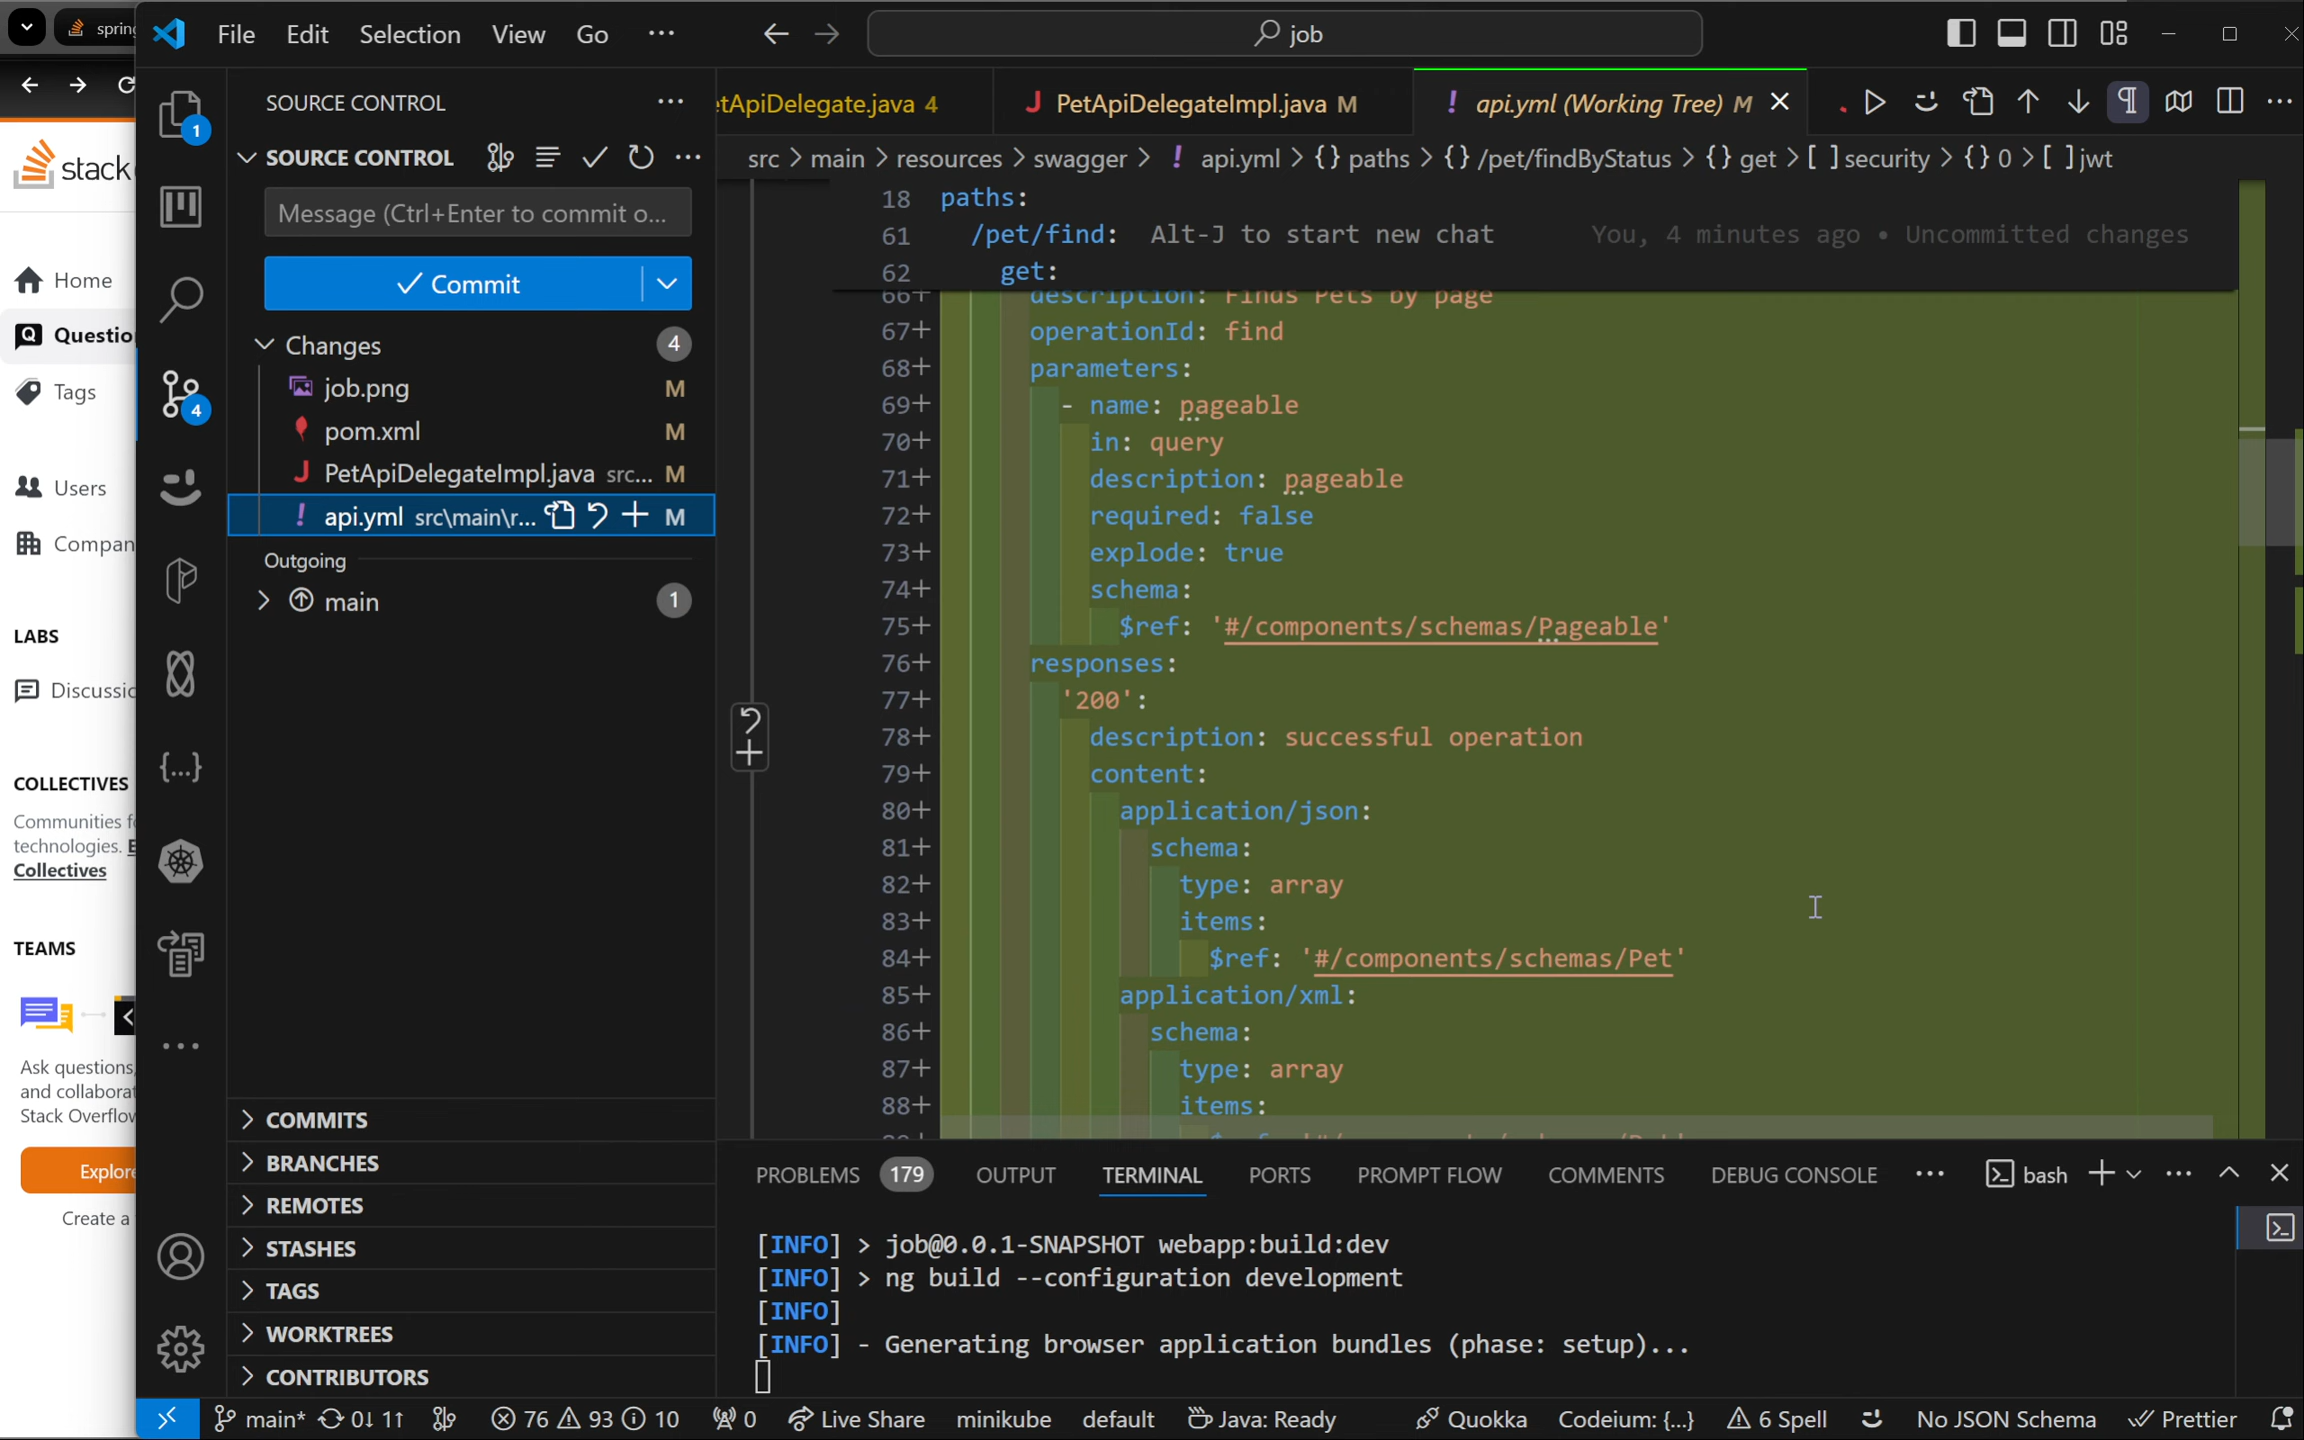 spring
File Edit Selection View Go ...
job
stack
Home
Questio
Tags
Users
Compan
LABS
Discussic
COLLECTIVES
Communities f
technologies. E
Collectives
TEAMS
Ask questions,
and collaborat
Stack Overflow
Explore
Create a
SOURCE CONTROL
SOURCE CONTROL
Message (Ctrl+Enter to commit o...
Commit
Changes 4
job.png M
pom.xml M
PetApiDelegateImpl.java src... M
api.yml src\main\r... M
Outgoing
main 1
COMMITS
BRANCHES
REMOTES
STASHES
TAGS
WORKTREES
CONTRIBUTORS
etApiDelegate.java 4
PetApiDelegateImpl.java M
api.yml (Working Tree) M
src > main > resources > swagger > ! api.yml > {} paths > {} /pet/findByStatus > {} get > [ ] security > {} 0 > [ ] jwt
18 paths:
61 /pet/find: Alt-J to start new chat You, 4 minutes ago • Uncommitted changes
62 get:
66+ description: Finds Pets by page
67+ operationId: find
68+ parameters:
69+ - name: pageable
70+ in: query
71+ description: pageable
72+ required: false
73+ explode: true
74+ schema:
75+ $ref: '#/components/schemas/Pageable'
76+ responses:
77+ '200':
78+ description: successful operation
79+ content:
80+ application/json:
81+ schema:
82+ type: array
83+ items:
84+ $ref: '#/components/schemas/Pet'
85+ application/xml:
86+ schema:
87+ type: array
88+ items:
PROBLEMS 179 OUTPUT TERMINAL PORTS PROMPT FLOW COMMENTS DEBUG CONSOLE ... bash
[INFO] > job@0.0.1-SNAPSHOT webapp:build:dev
[INFO] > ng build --configuration development
[INFO]
[INFO] - Generating browser application bundles (phase: setup)...
main* 0↓ 1↑ 76 93 10 0 Live Share minikube default Java: Ready Quokka Codeium: {...} 6 Spell No JSON Schema Prettier